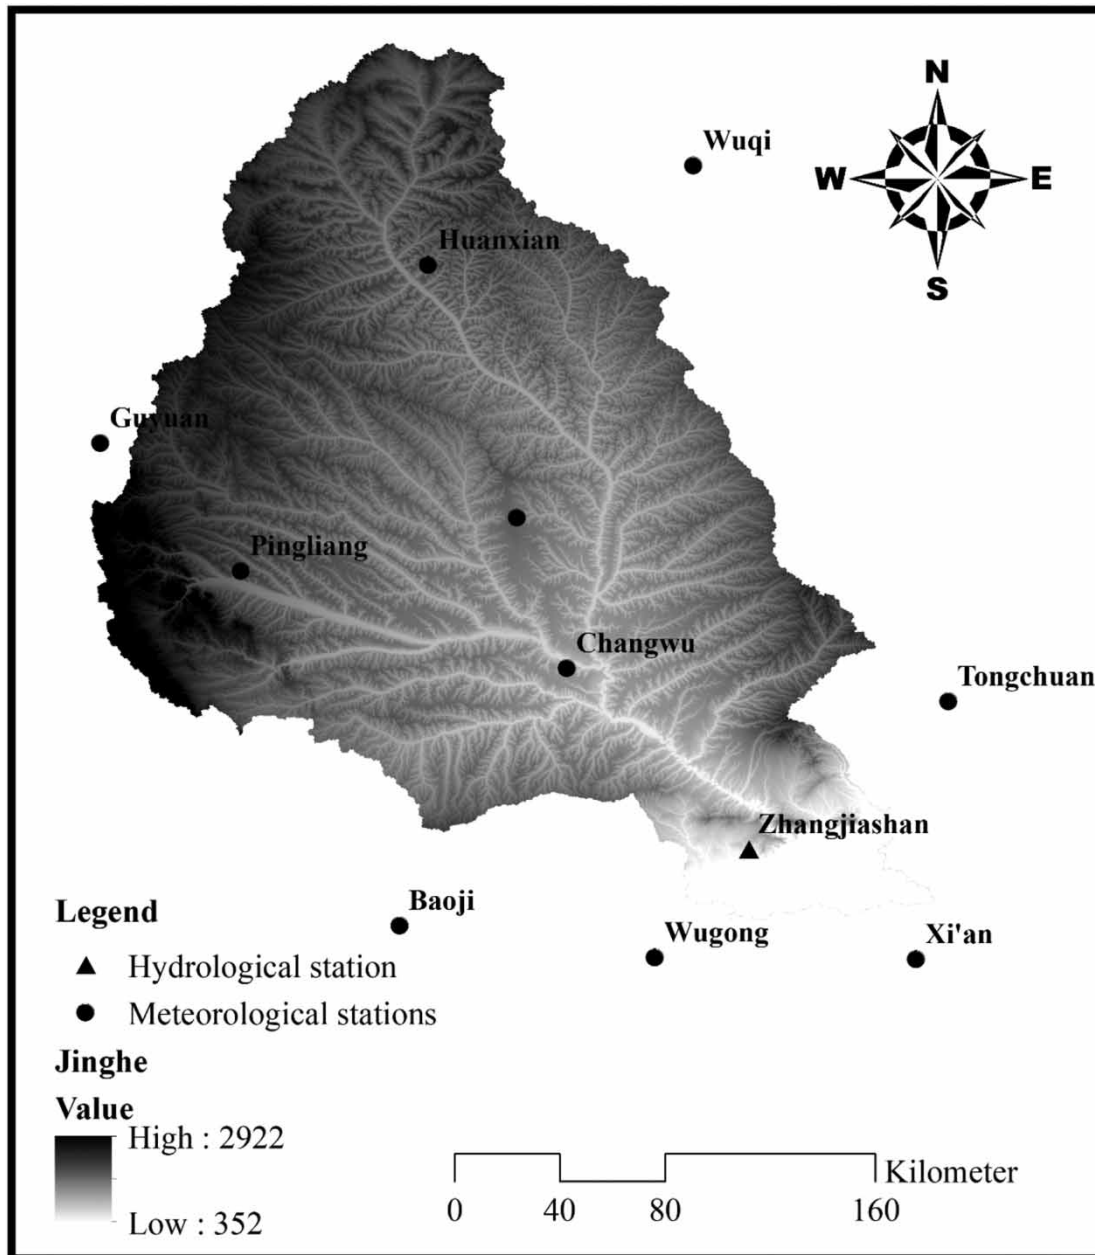 N
Wuqi
W E
Huanxian
S
Guyuan
Pingliang
Changwu
Tongchuan
Zhangjiashan
Baoji
Legend
Wugong
Xi'an
Hydrological station
Meteorological stations
Jinghe
Value
High : 2922
Kilometer
Low : 352
0 40 80 160